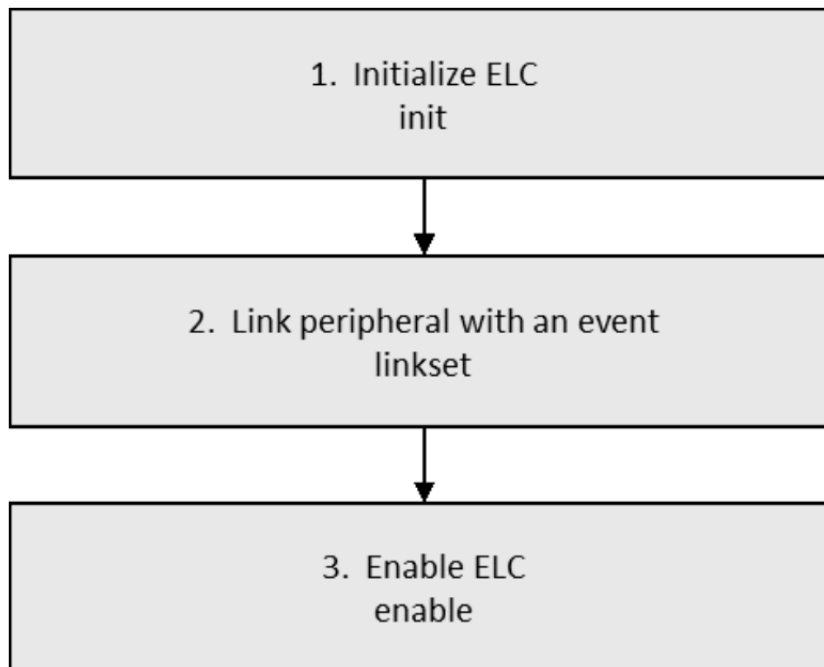 1. Initialize ELC
init
2. Link peripheral with an event
linkset
3. Enable ELC
enable